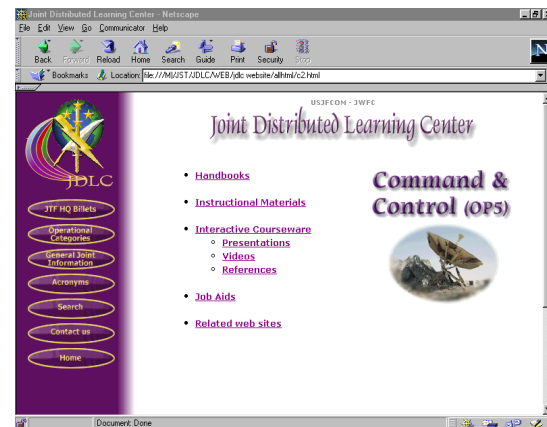 Joint Distributed Learning Center - Netscape
File Edit View Go Communicator Help
Back Forward Reload Home Search Guide Print Security Stop
N
Bookmarks Location: file:///M|/JST/JDLC/WEB/jdlc website/allhtml/c2.html
USJFCOM - JWFC
Joint Distributed Learning Center
JDLC
JTF HQ Billets
Operational
Categories
General Joint
Information
Acronyms
Search
Contact us
Home
Handbooks
Instructional Materials
Interactive Courseware
Presentations
Videos
References
Job Aids
Related web sites
Command &
Control (OP5)
Document: Done